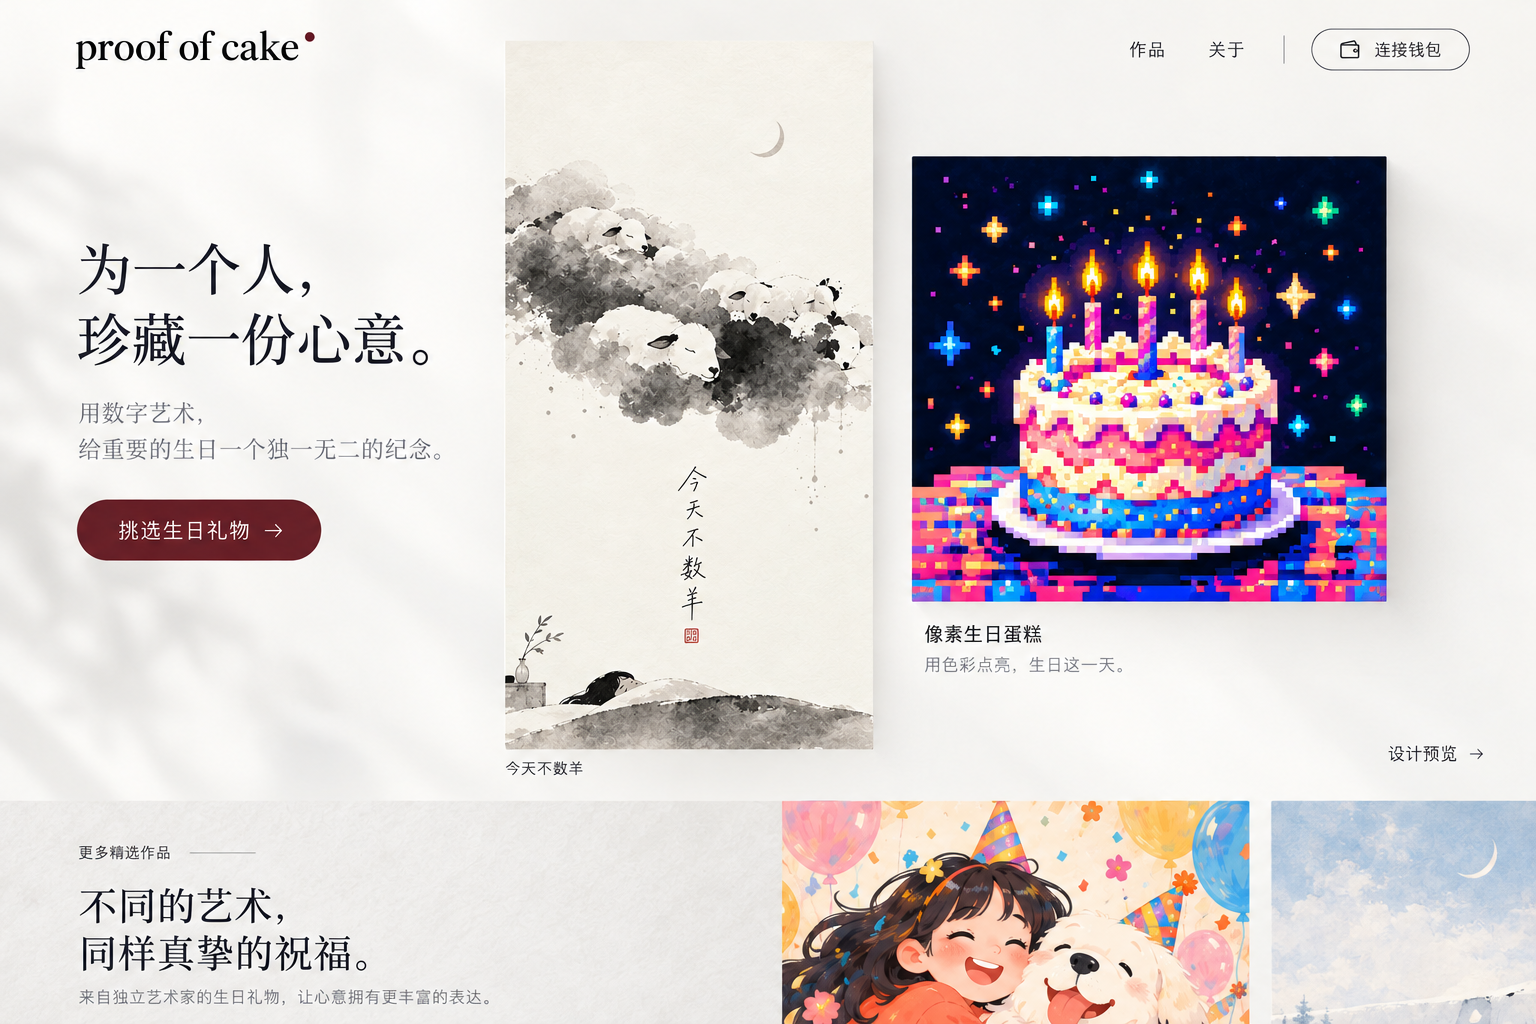 proof of cake
作品
关于
连接钱包
为一个人，
珍藏一份心意。
用数字艺术，
给重要的生日一个独一无二的纪念。
挑选生日礼物 →
今天不数羊
今天不数羊
像素生日蛋糕
用色彩点亮，生日这一天。
设计预览 →
更多精选作品
不同的艺术，
同样真挚的祝福。
来自独立艺术家的生日礼物，让心意拥有更丰富的表达。